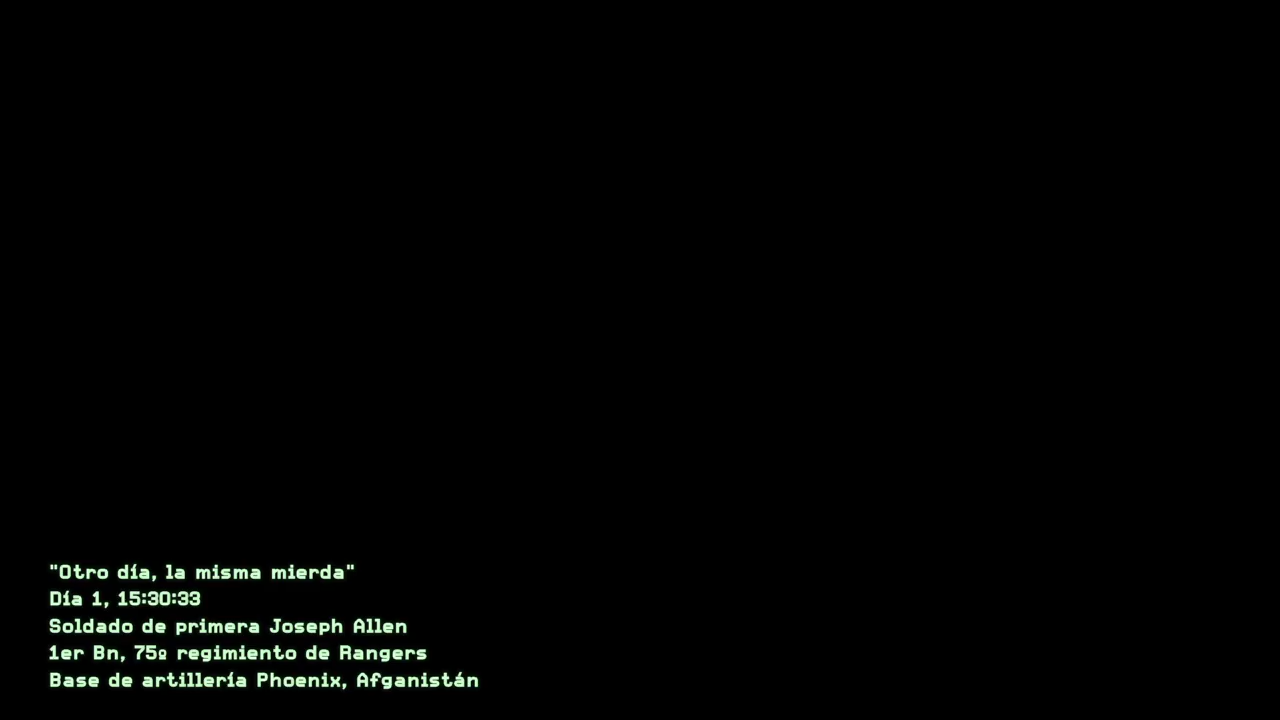 "Otro día, la misma mierda"
Día 1, 15:30:33
Soldado de primera Joseph Allen
1er Bn, 75º regimiento de Rangers
Base de artillería Phoenix, Afganistán